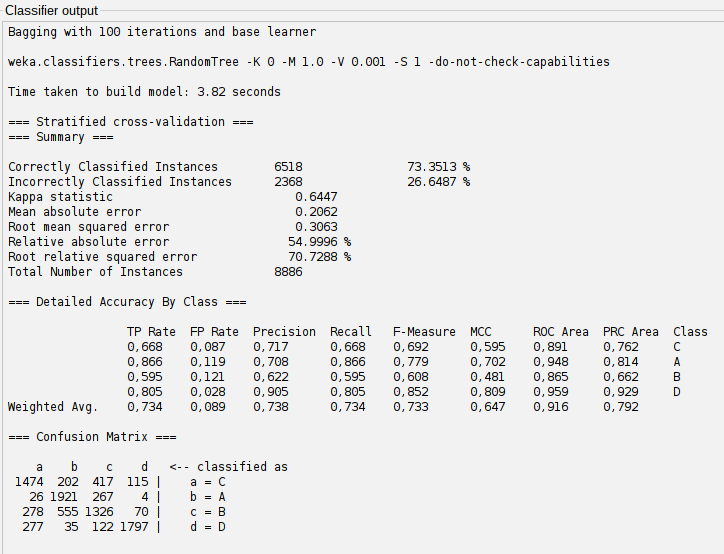 Classifier output
Bagging with 100 iterations and base learner
weka.classifiers.trees.RandomTree -K 0 -M 1.0 -V 0.001 -S 1 -do-not-check-capabilities
Time taken to build model: 3.82 seconds
=== Stratified cross-validation ===
=== Summary ===
Correctly Classified Instances 6518 73.3513 %
Incorrectly Classified Instances 2368 26.6487 %
Kappa statistic 0.6447
Mean absolute error 0.2062
Root mean squared error 0.3063
Relative absolute error 54.9996 %
Root relative squared error 70.7288 %
Total Number of Instances 8886
=== Detailed Accuracy By Class ===
TP Rate FP Rate Precision Recall F-Measure MCC ROC Area PRC Area Class
0,668 0,087 0,717 0,668 0,692 0,595 0,891 0,762 C
0,866 0,119 0,708 0,866 0,779 0,702 0,948 0,814 A
0,595 0,121 0,622 0,595 0,608 0,481 0,865 0,662 B
0,805 0,028 0,905 0,805 0,852 0,809 0,959 0,929 D
Weighted Avg. 0,734 0,089 0,738 0,734 0,733 0,647 0,916 0,792
=== Confusion Matrix ===
a b c d <-- classified as
1474 202 417 115 | a = C
26 1921 267 4 | b = A
278 555 1326 70 | c = B
277 35 122 1797 | d = D